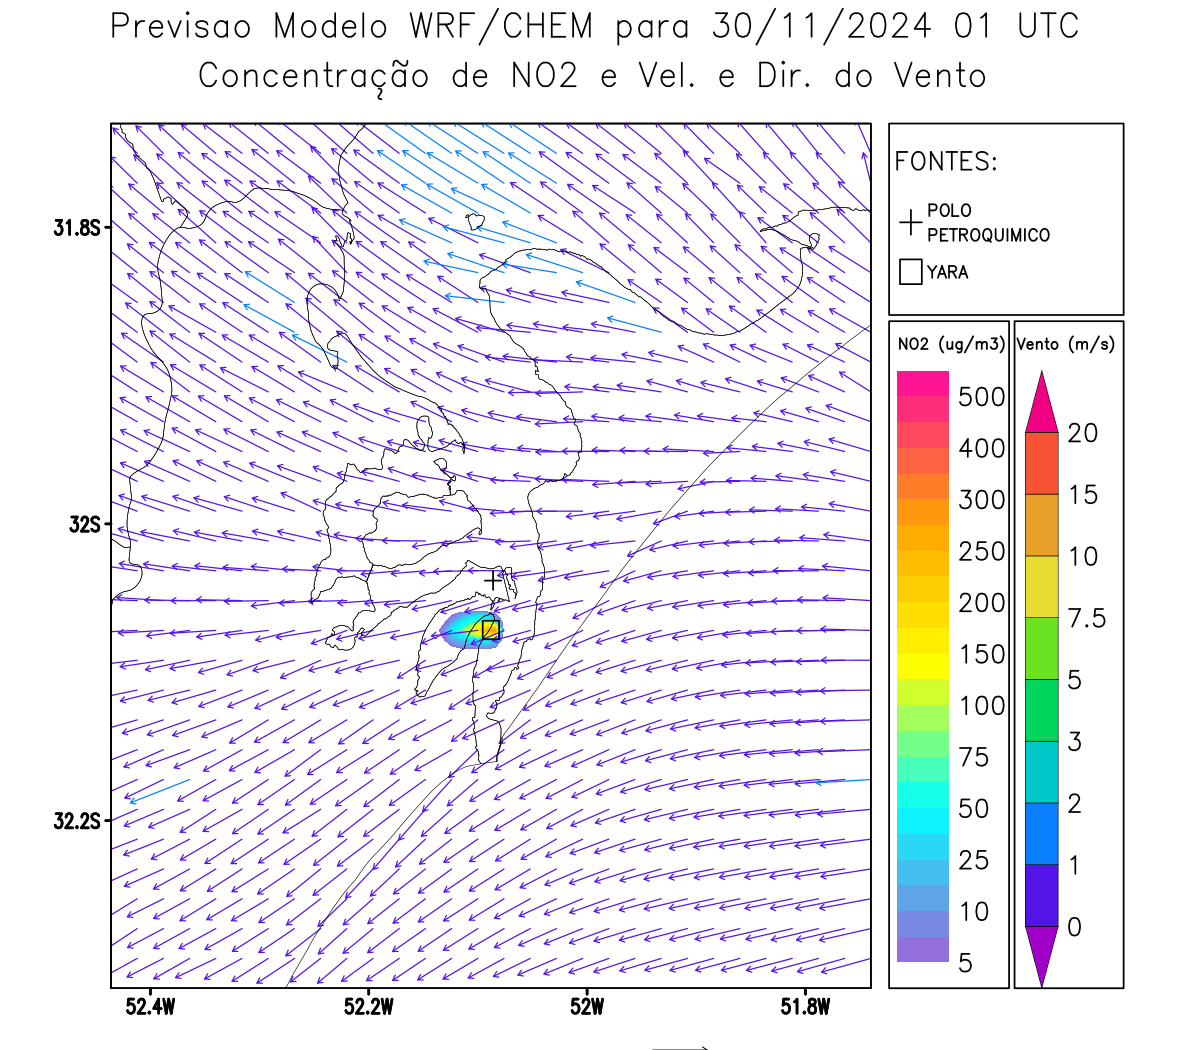 Previsao Modelo WRF/CHEM para 30/11/2024 01 UTC
Concentração de NO2 e Vel. e Dir. do Vento
FONTES:
POLO
PETROQUIMICO
YARA
NO2 (ug/m3)
500
400
300
250
200
150
100
75
50
25
10
5
Vento (m/s)
20
15
10
7.5
5
3
2
1
0
31.8S
32S
32.2S
52.4W
52.2W
52W
51.8W